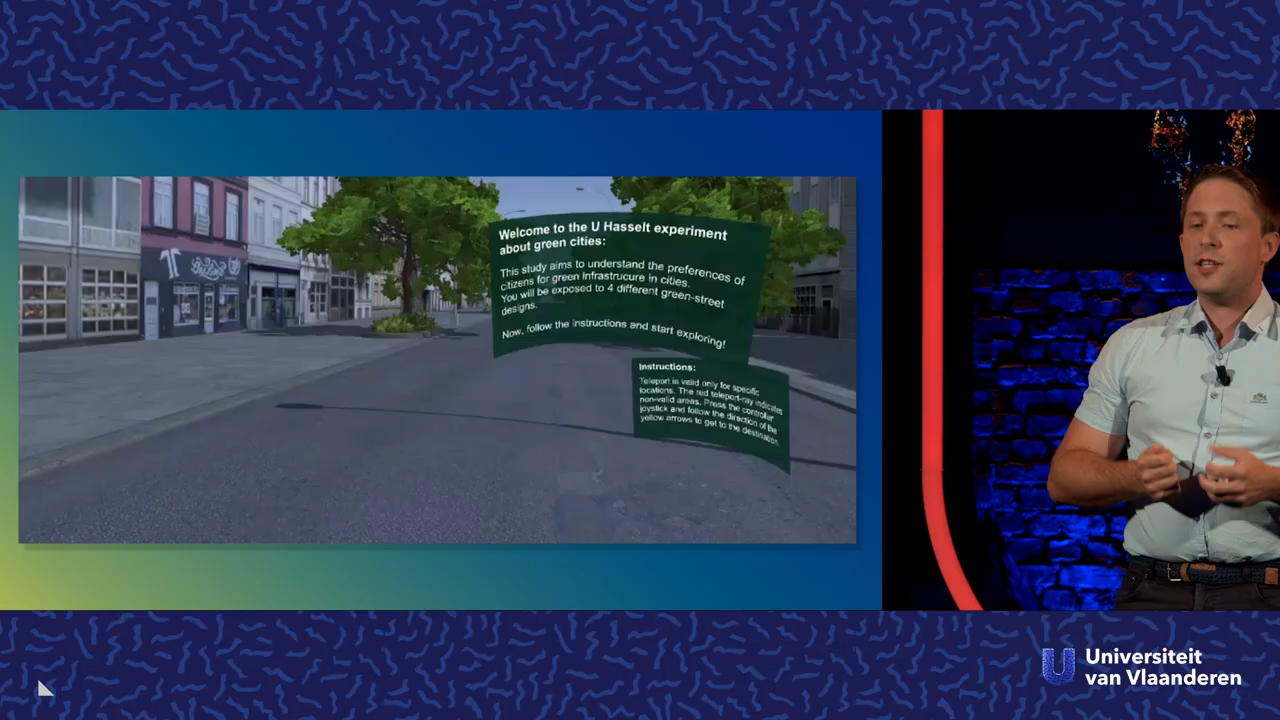 Welcome to the U Hasselt experiment
about green cities:
This study aims to understand the preferences of
citizens for green infrastrucure in cities.
You will be exposed to 4 different green-street
designs.
Now, follow the instructions and start exploring!
Instructions:
Teleport is valid only for specific
locations. The red teleport-ray indicates
non-valid areas. Press the controller
joystick and follow the direction of the
yellow arrows to get to the destination.
U Universiteit
van Vlaanderen